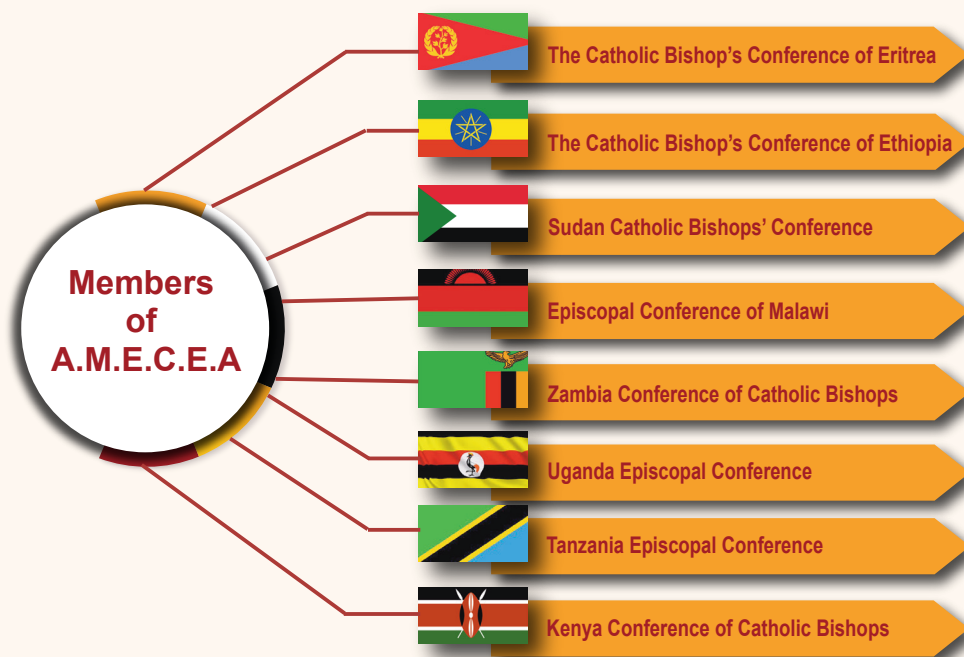 Members
of
A.M.E.C.E.A
The Catholic Bishop’s Conference of Eritrea
The Catholic Bishop’s Conference of Ethiopia
Sudan Catholic Bishops’ Conference
Episcopal Conference of Malawi
Zambia Conference of Catholic Bishops
Uganda Episcopal Conference
Tanzania Episcopal Conference
Kenya Conference of Catholic Bishops